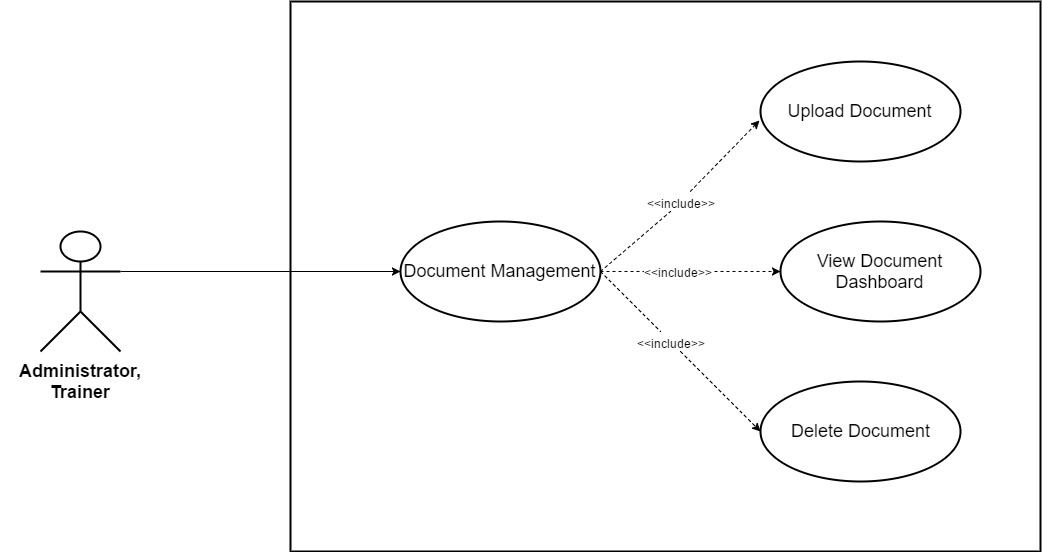 Upload Document
<<include>>
Document Management
<<include>>
View Document
Dashboard
<<include>>
Administrator,
Trainer
Delete Document